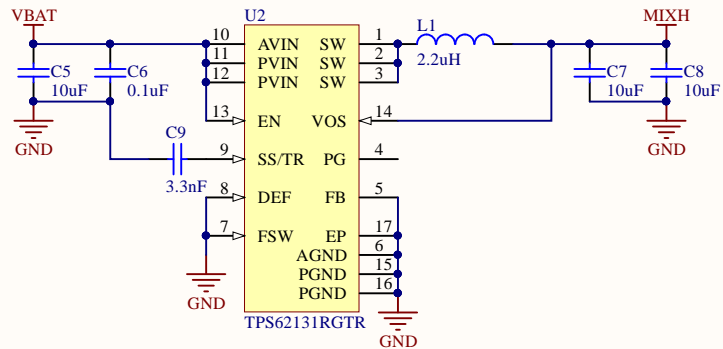 VBAT
U2
L1
MIXH
10
AVIN
SW
1
11
PVIN
SW
2
2.2uH
12
PVIN
SW
3
C5
10uF
C6
0.1uF
C7
10uF
C8
10uF
13
EN
VOS
14
GND
GND
C9
3.3nF
9
SS/TR
PG
4
8
DEF
FB
5
7
FSW
EP
17
AGND
6
PGND
15
PGND
16
GND
TPS62131RGTR
GND